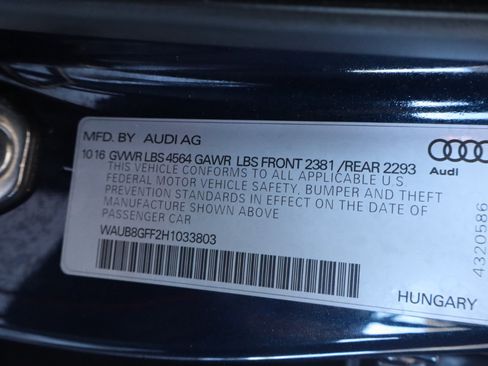 MFD. BY AUDI AG
10 16 GVWR LBS 4564 GAWR LBS FRONT 2381 /REAR 2293
THIS VEHICLE CONFORMS TO ALL APPLICABLE U S
FEDERAL MOTOR VEHICLE SAFETY, BUMPER AND THEFT
PREVENTION STANDARDS IN EFFECT ON THE DATE OF
MANUFACTURE SHOWN ABOVE
PASSENGER CAR
WAUB8GFF2H1033803
Audi
4320586
HUNGARY